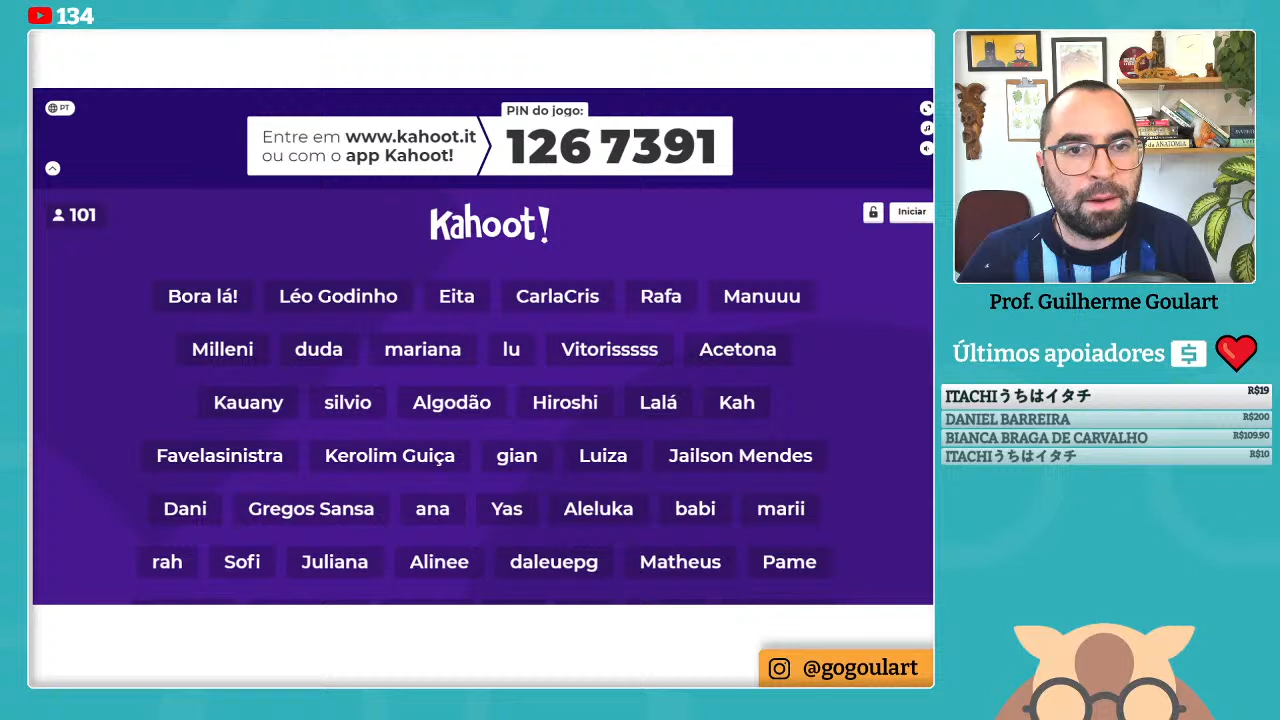 134
PT
Entre em www.kahoot.it
ou com o app Kahoot!
PIN do jogo:
126 7391
101
Kahoot!
Iniciar
Bora lá! Léo Godinho Eita CarlaCris Rafa Manuuu
Milleni duda mariana lu Vitorisssss Acetona
Kauany silvio Algodão Hiroshi Lalá Kah
Favelasinistra Kerolim Guiça gian Luiza Jailson Mendes
Dani Gregos Sansa ana Yas Aleluka babi marii
rah Sofi Juliana Alinee daleuepg Matheus Pame
@gogoulart
de ANATOMIA
Prof. Guilherme Goulart
Últimos apoiadores
ITACHIうちはイタチ R$19
DANIEL BARREIRA R$200
BIANCA BRAGA DE CARVALHO R$109.90
ITACHIうちはイタチ R$10